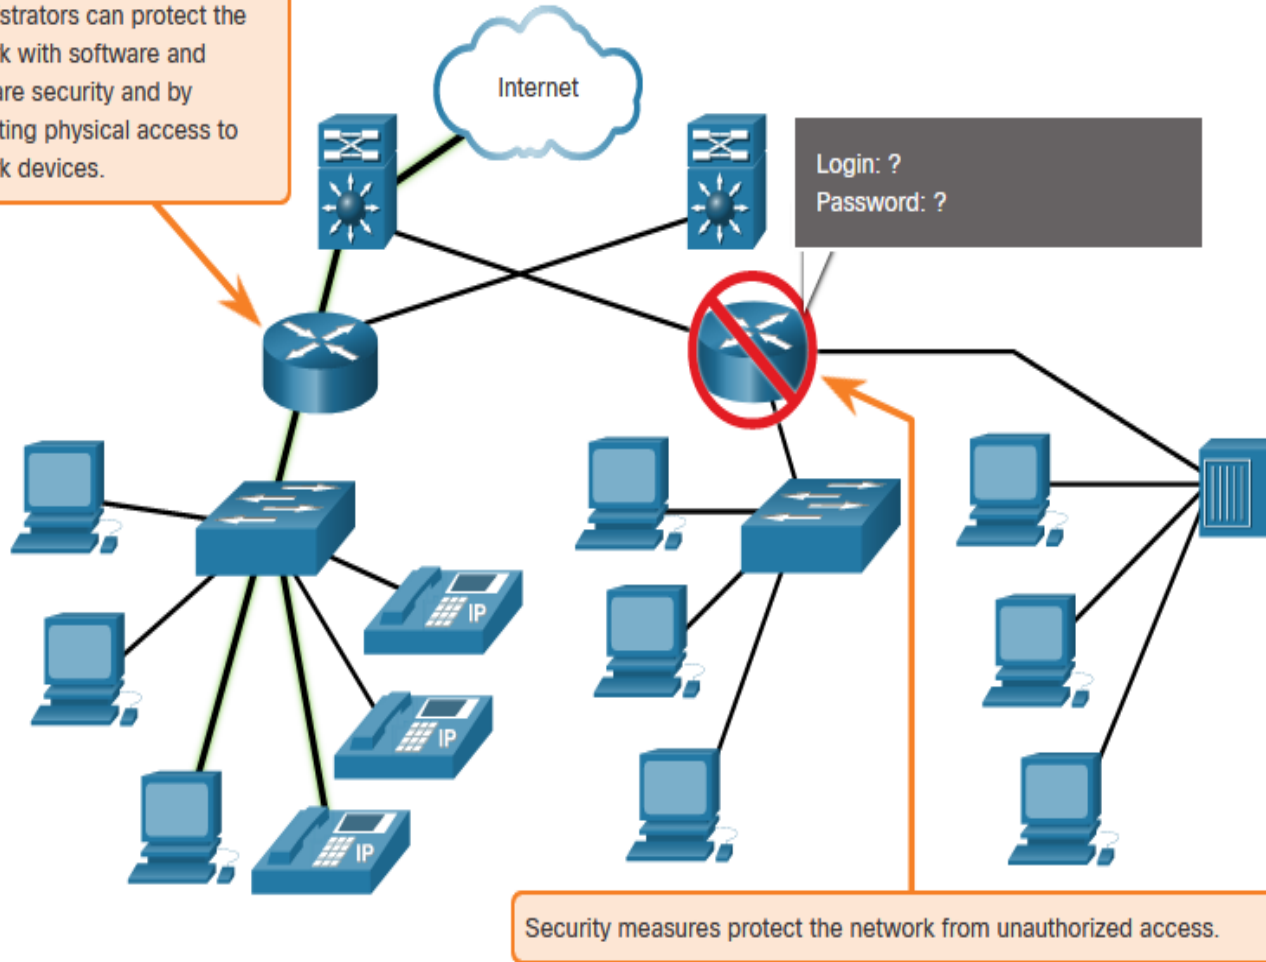 strators can protect the
k with software and
are security and by
ting physical access to
k devices.
Internet
Login: ?
Password: ?
IP
IP
IP
Security measures protect the network from unauthorized access.